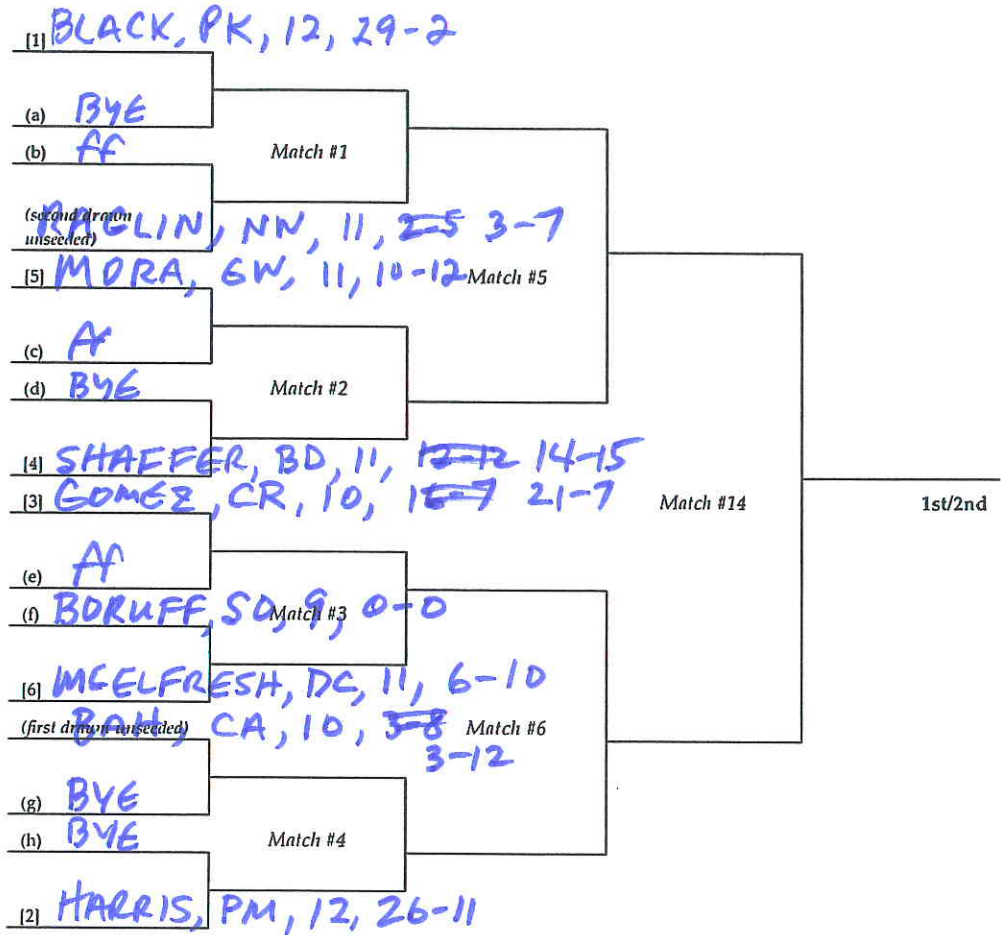 [1] BLACK, PK, 12, 29-2
(a) BYE
(b) ff
Match #1
(second drawn
RAGLIN, NN, 11, 2-5 3-7
unseeded)
[5] MORA, GW, 11, 10-12 Match #5
(c) ff
(d) BYE
Match #2
[4] SHAFFER, BD, 11, 12-12 14-15
[3] GOMEZ, CR, 10, 16-7 21-7
Match #14
1st/2nd
(e) ff
(f) BORUFF, SO, 9, 0-0
Match #3
[6] MCELFRESH, DC, 11, 6-10
(first drawn unseeded) BAH, CA, 10, 3-8 Match #6
3-12
(g) BYE
(h) BYE
Match #4
[2] HARRIS, PM, 12, 26-11